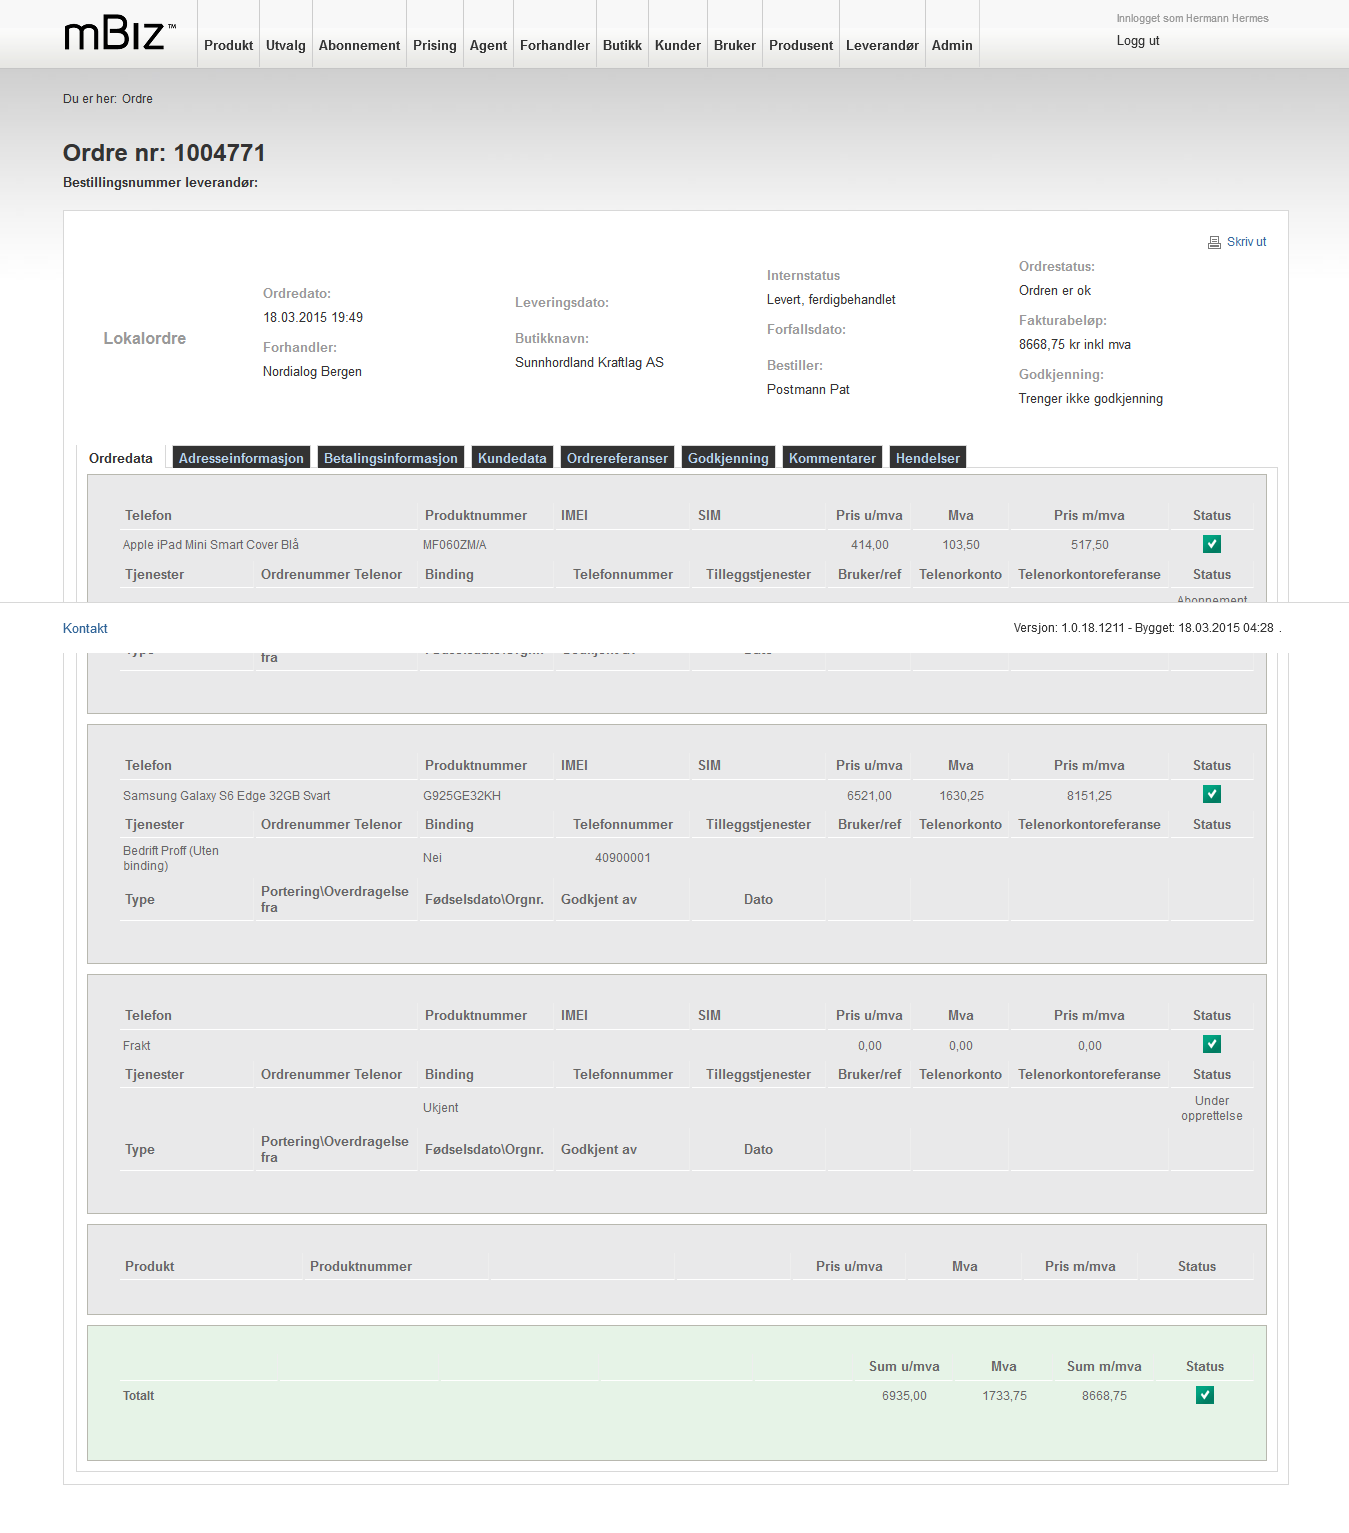 mBiz™
Produkt Utvalg Abonnement Prising Agent Forhandler Butikk Kunder Bruker Produsent Leverandør Admin
Innlogget som Hermann Hermes
Logg ut
Du er her: Ordre
Ordre nr: 1004771
Bestillingsnummer leverandør:
Skriv ut
Lokalordre
Ordredato:
18.03.2015 19:49
Forhandler:
Nordialog Bergen
Leveringsdato:
Butikknavn:
Sunnhordland Kraftlag AS
Internstatus
Levert, ferdigbehandlet
Forfallsdato:
Bestiller:
Postmann Pat
Ordrestatus:
Ordren er ok
Fakturabeløp:
8668,75 kr inkl mva
Godkjenning:
Trenger ikke godkjenning
Ordredata Adresseinformasjon Betalingsinformasjon Kundedata Ordrereferanser Godkjenning Kommentarer Hendelser
Telefon Produktnummer IMEI SIM Pris u/mva Mva Pris m/mva Status
Apple iPad Mini Smart Cover Blå MF060ZM/A 414,00 103,50 517,50
Tjenester Ordrenummer Telenor Binding Telefonnummer Tilleggstjenester Bruker/ref Telenorkonto Telenorkontoreferanse Status
Abonnement
Kontakt Versjon: 1.0.18.1211 - Bygget: 18.03.2015 04:28 .
Type Fødselsdato\Orgnr. Godkjent av Dato
fra
Telefon Produktnummer IMEI SIM Pris u/mva Mva Pris m/mva Status
Samsung Galaxy S6 Edge 32GB Svart G925GE32KH 6521,00 1630,25 8151,25
Tjenester Ordrenummer Telenor Binding Telefonnummer Tilleggstjenester Bruker/ref Telenorkonto Telenorkontoreferanse Status
Bedrift Proff (Uten
binding) Nei 40900001
Type Portering\Overdragelse
fra Fødselsdato\Orgnr. Godkjent av Dato
Telefon Produktnummer IMEI SIM Pris u/mva Mva Pris m/mva Status
Frakt 0,00 0,00 0,00
Tjenester Ordrenummer Telenor Binding Telefonnummer Tilleggstjenester Bruker/ref Telenorkonto Telenorkontoreferanse Status
Ukjent Under
opprettelse
Type Portering\Overdragelse
fra Fødselsdato\Orgnr. Godkjent av Dato
Produkt Produktnummer Pris u/mva Mva Pris m/mva Status
Sum u/mva Mva Sum m/mva Status
Totalt 6935,00 1733,75 8668,75